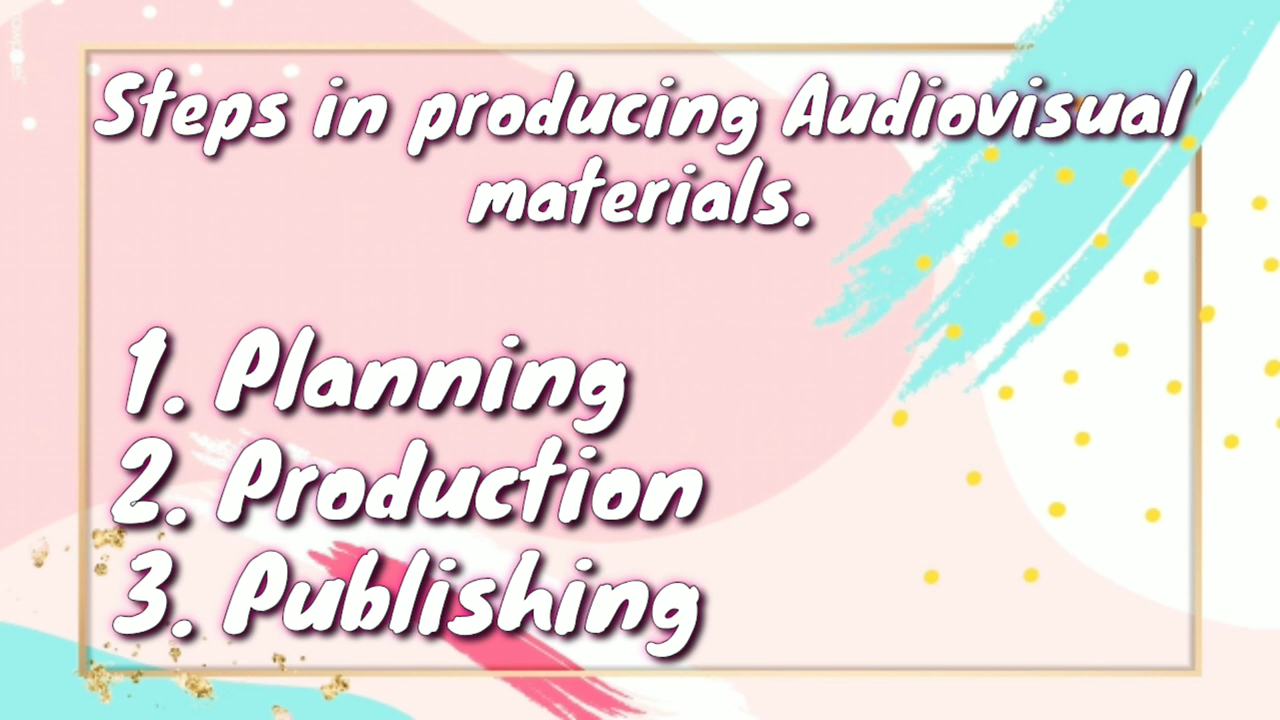 Steps in producing Audiovisual
materials.
1. Planning
2. Production
3. Publishing